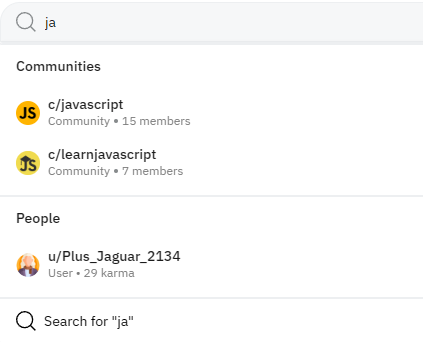 ja
Communities
JS
c/javascript
Community • 15 members
JS
c/learnjavascript
Community • 7 members
People
u/Plus_Jaguar_2134
User • 29 karma
Search for "ja"